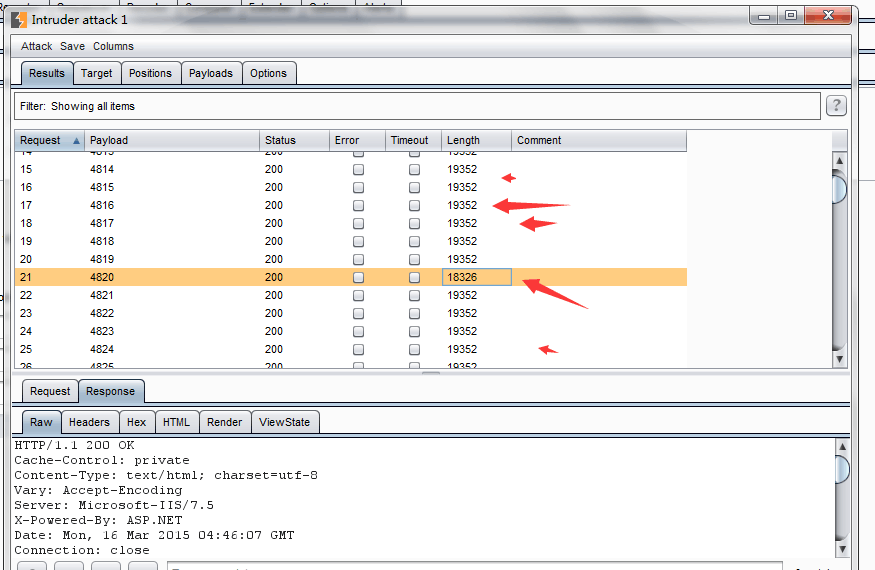 Intruder attack 1
Attack Save Columns
Results Target Positions Payloads Options
Filter: Showing all items ?
Request Payload Status Error Timeout Length Comment
14 4813 200 19352
15 4814 200 19352
16 4815 200 19352
17 4816 200 19352
18 4817 200 19352
19 4818 200 19352
20 4819 200 19352
21 4820 200 18326
22 4821 200 19352
23 4822 200 19352
24 4823 200 19352
25 4824 200 19352
26 4825 200 19352
Request Response
Raw Headers Hex HTML Render ViewState
HTTP/1.1 200 OK
Cache-Control: private
Content-Type: text/html; charset=utf-8
Vary: Accept-Encoding
Server: Microsoft-IIS/7.5
X-Powered-By: ASP.NET
Date: Mon, 16 Mar 2015 04:46:07 GMT
Connection: close